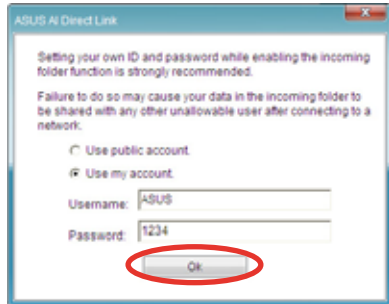 ASUS AI Direct Link
Setting your own ID and password while enabling the incoming
folder function is strongly recommended.
Failure to do so may cause your data in the incoming folder to
be shared with any other unallowable user after connecting to a
network.
Use public account.
Use my account.
Username: ASUS
Password: 1234
Ok